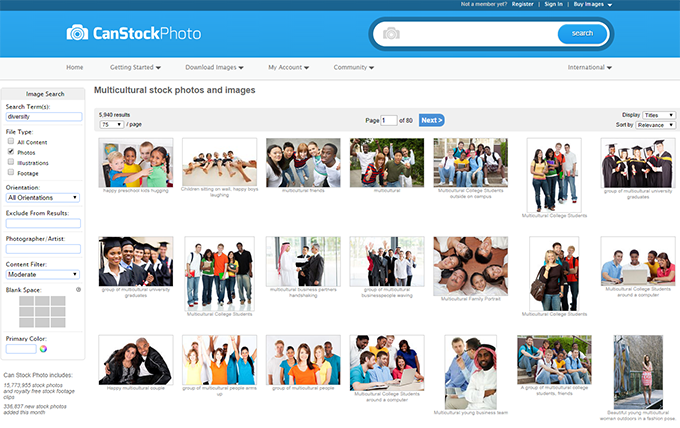 Not a member yet? Register | Sign In | Buy Images
CanStockPhoto
search
Home Getting Started Download Images My Account Community International
Image Search
Search Term(s):
diversity
File Type:
All Content
Photos
Illustrations
Footage
Orientation:
All Orientations
Exclude From Results:
Photographer/Artist:
Content Filter:
Moderate
Blank Space:
Primary Color:
Can Stock Photo includes:
15,773,955 stock photos
and royalty free stock footage
clips
336,837 new stock photos
added this month
Multicultural stock photos and images
5,940 results
75 / page
Page 1 of 80 Next >
Display Titles
Sort by Relevance
happy preschool kids hugging
Children sitting on wall, happy boys
laughing
multicultural friends
multicultural
Multicultural College Students
outside on campus
Multicultural College Students
group of multicultural university
graduates
group of multicultural university
graduates
Multicultural College Students
multicultural business partners
handshaking
group of multicultural
businesspeople waving
Multicultural Family Portrait
Multicultural College Students
Multicultural College Students
around a computer
Happy multicultural couple
group of multicultural people arms
up
group of multicultural people
Multicultural College Students
around a computer
Multicultural young business team
A group of multicultural college
students, friends
Beautiful young multicultural
women outdoors in a fashion pose